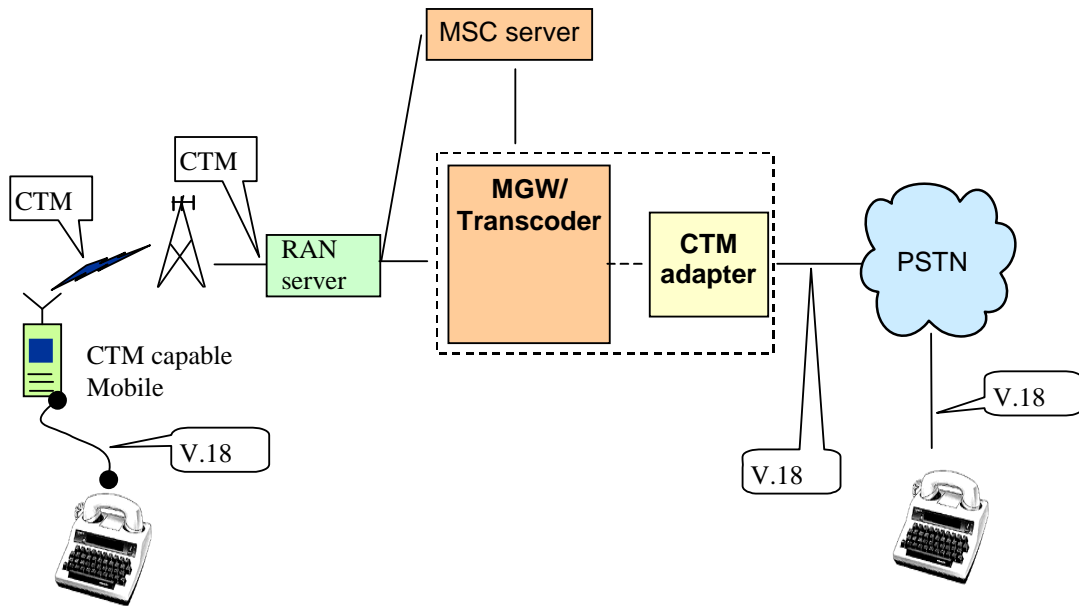 MSC server
CTM
CTM
MGW/
Transcoder
RAN
server
CTM
adapter
PSTN
CTM capable
Mobile
V.18
V.18
V.18